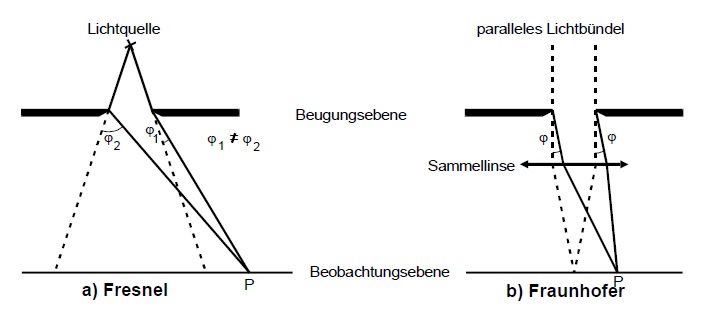 Lichtquelle
paralleles Lichtbündel
Beugungsebene
φ₂
φ₁
φ₁ ≠ φ₂
φ
φ
Sammellinse
Beobachtungsebene
P
P
a) Fresnel
b) Fraunhofer